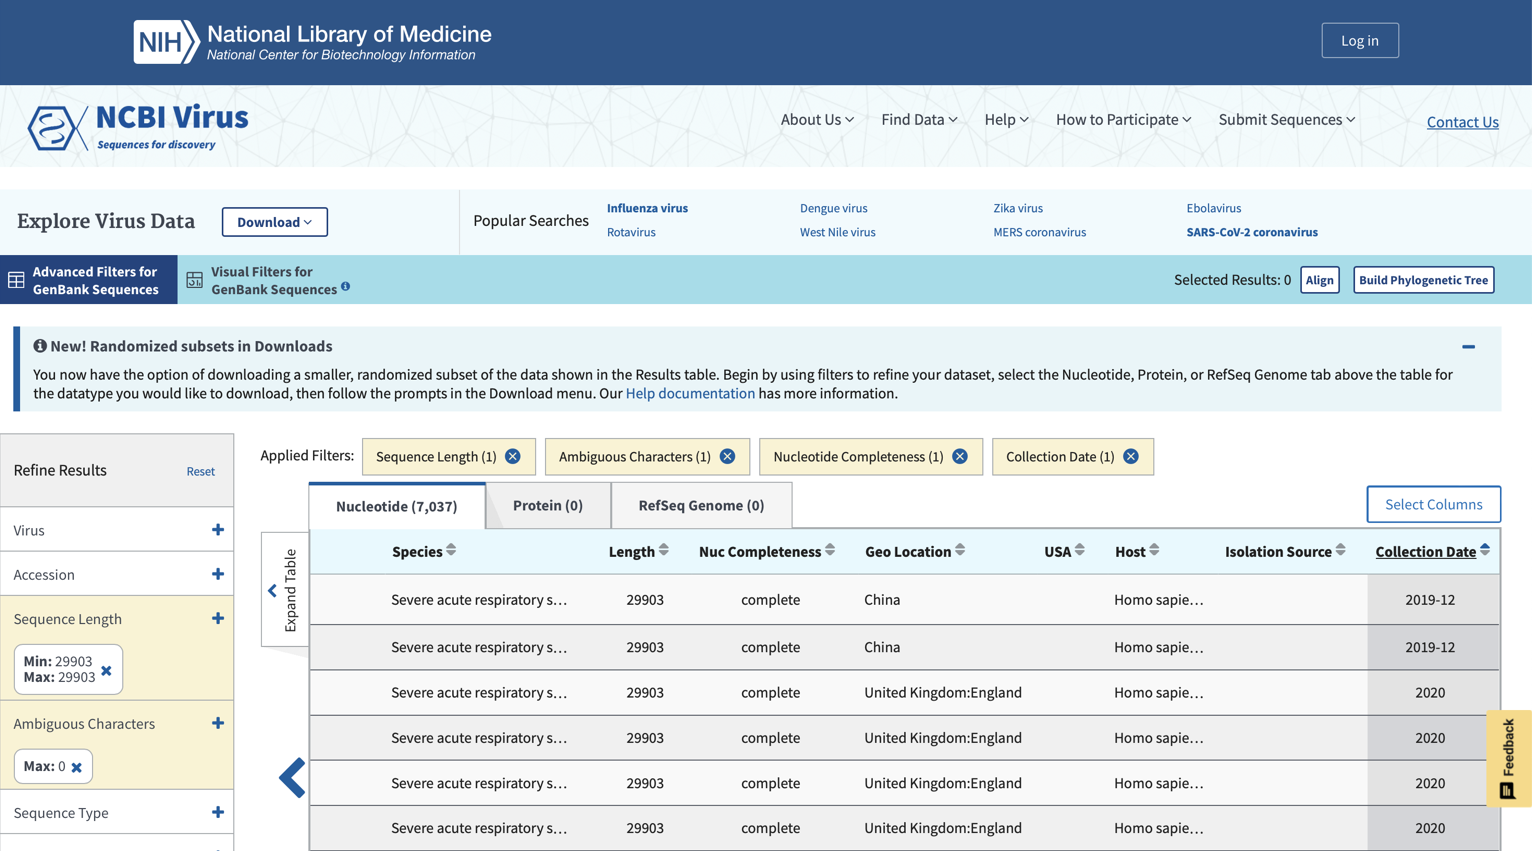 NIH National Library of Medicine
National Center for Biotechnology Information
Log in
NCBI Virus
Sequences for discovery
About Us Find Data Help How to Participate Submit Sequences Contact Us
Explore Virus Data Download Popular Searches
Influenza virus Dengue virus Zika virus Ebolavirus
Rotavirus West Nile virus MERS coronavirus SARS-CoV-2 coronavirus
Advanced Filters for
GenBank Sequences
Visual Filters for
GenBank Sequences
Selected Results: 0 Align Build Phylogenetic Tree
New! Randomized subsets in Downloads
You now have the option of downloading a smaller, randomized subset of the data shown in the Results table. Begin by using filters to refine your dataset, select the Nucleotide, Protein, or RefSeq Genome tab above the table for
the datatype you would like to download, then follow the prompts in the Download menu. Our Help documentation has more information.
Refine Results Reset
Virus
Accession
Sequence Length
Min: 29903
Max: 29903
Ambiguous Characters
Max: 0
Sequence Type
Applied Filters: Sequence Length (1) Ambiguous Characters (1) Nucleotide Completeness (1) Collection Date (1)
Nucleotide (7,037) Protein (0) RefSeq Genome (0) Select Columns
Expand Table
Species Length Nuc Completeness Geo Location USA Host Isolation Source Collection Date
Severe acute respiratory s... 29903 complete China Homo sapie... 2019-12
Severe acute respiratory s... 29903 complete China Homo sapie... 2019-12
Severe acute respiratory s... 29903 complete United Kingdom:England Homo sapie... 2020
Severe acute respiratory s... 29903 complete United Kingdom:England Homo sapie... 2020
Severe acute respiratory s... 29903 complete United Kingdom:England Homo sapie... 2020
Severe acute respiratory s... 29903 complete United Kingdom:England Homo sapie... 2020
Feedback